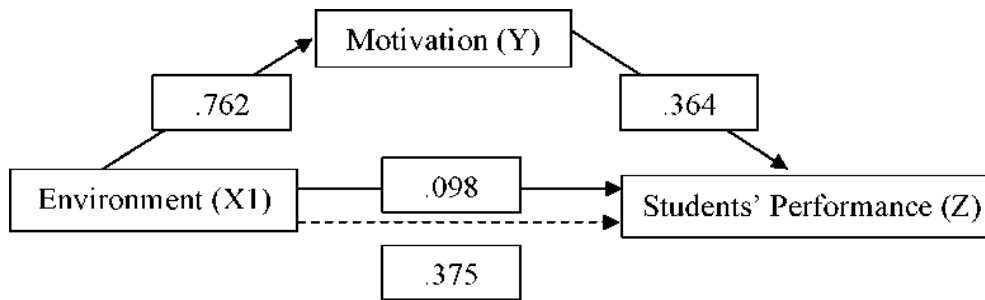 Motivation (Y)
.762
.364
Environment (X1)
.098
Students’ Performance (Z)
.375